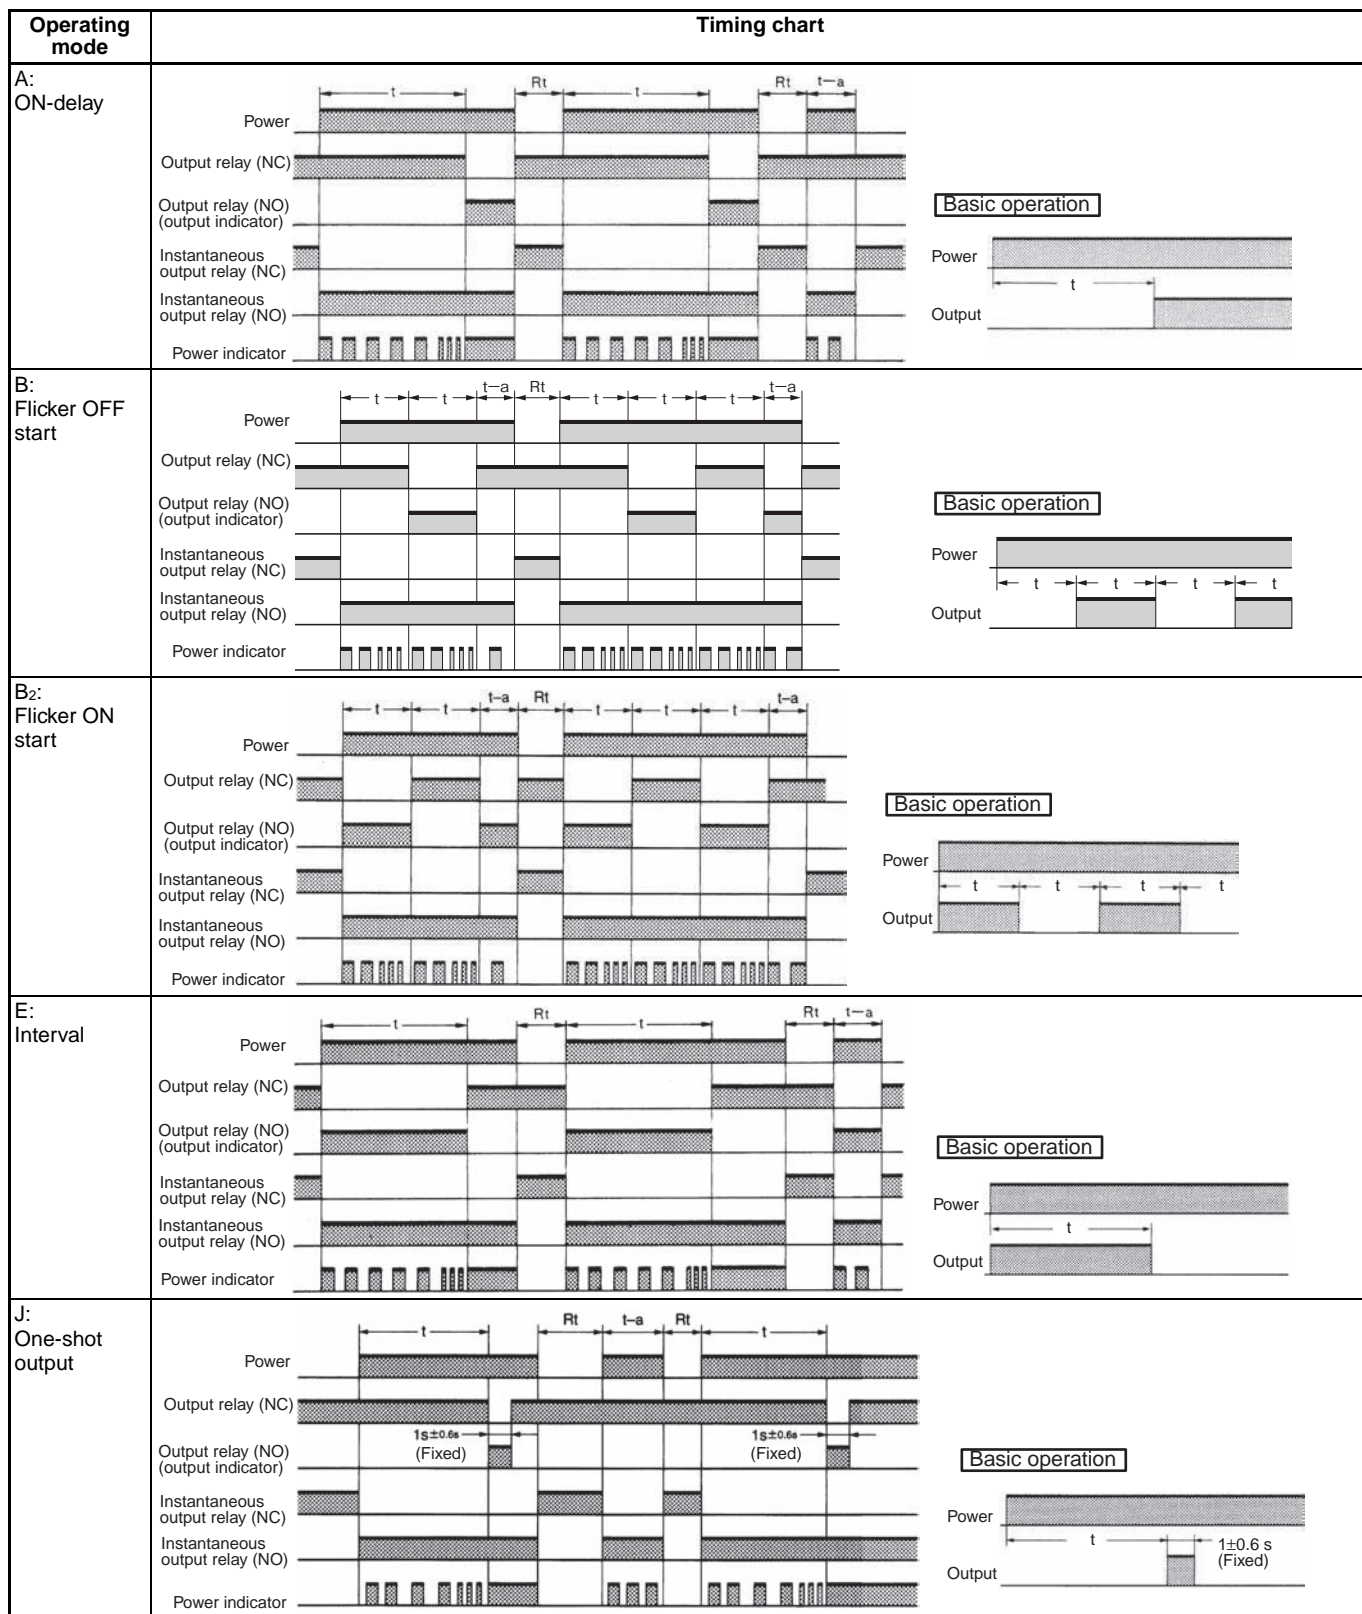 Operating
mode
Timing chart
A:
ON-delay
t Rt t Rt t–a
Power
Output relay (NC)
Output relay (NO)
(output indicator)
Instantaneous
output relay (NC)
Instantaneous
output relay (NO)
Power indicator
Basic operation
Power
t
Output
B:
Flicker OFF
start
t t t–a Rt t t t t–a
Power
Output relay (NC)
Output relay (NO)
(output indicator)
Instantaneous
output relay (NC)
Instantaneous
output relay (NO)
Power indicator
Basic operation
Power
t t t t
Output
B2:
Flicker ON
start
t t t–a Rt t t t t–a
Power
Output relay (NC)
Output relay (NO)
(output indicator)
Instantaneous
output relay (NC)
Instantaneous
output relay (NO)
Power indicator
Basic operation
Power
t t t t
Output
E:
Interval
t Rt t Rt t–a
Power
Output relay (NC)
Output relay (NO)
(output indicator)
Instantaneous
output relay (NC)
Instantaneous
output relay (NO)
Power indicator
Basic operation
Power
t
Output
J:
One-shot
output
t Rt t–a Rt t
Power
Output relay (NC)
1s±0.6s 1s±0.6s
(Fixed) (Fixed)
Output relay (NO)
(output indicator)
Instantaneous
output relay (NC)
Instantaneous
output relay (NO)
Power indicator
Basic operation
Power
t 1±0.6 s
(Fixed)
Output